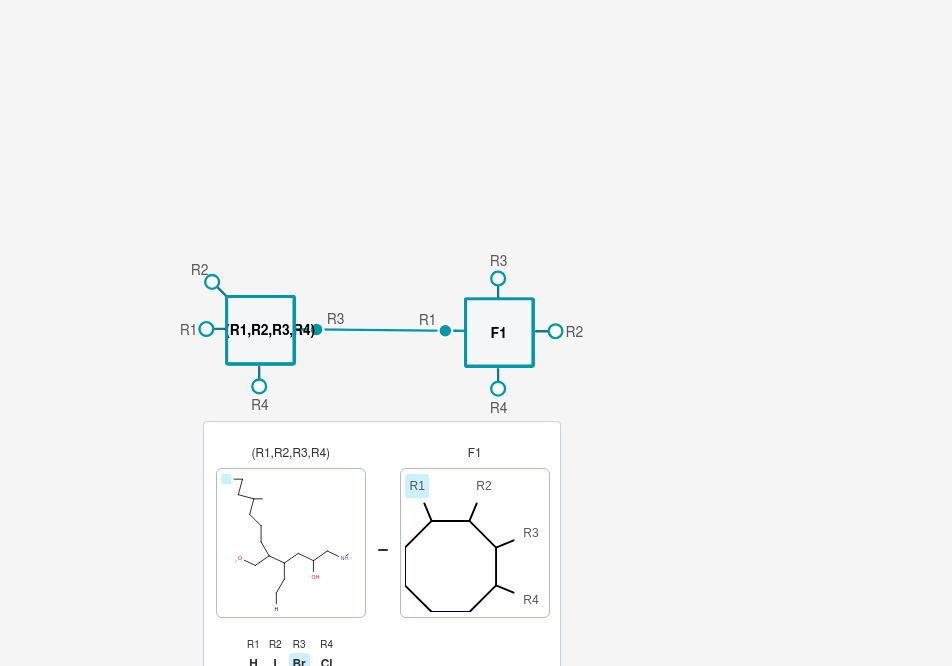 R3
R2
R1 (R1,R2,R3,R4) R3 R1 F1 R2
R4 R4
(R1,R2,R3,R4) F1
R1 R2
R3
OH
H
R4
R1 R2 R3 R4
H I Br Cl